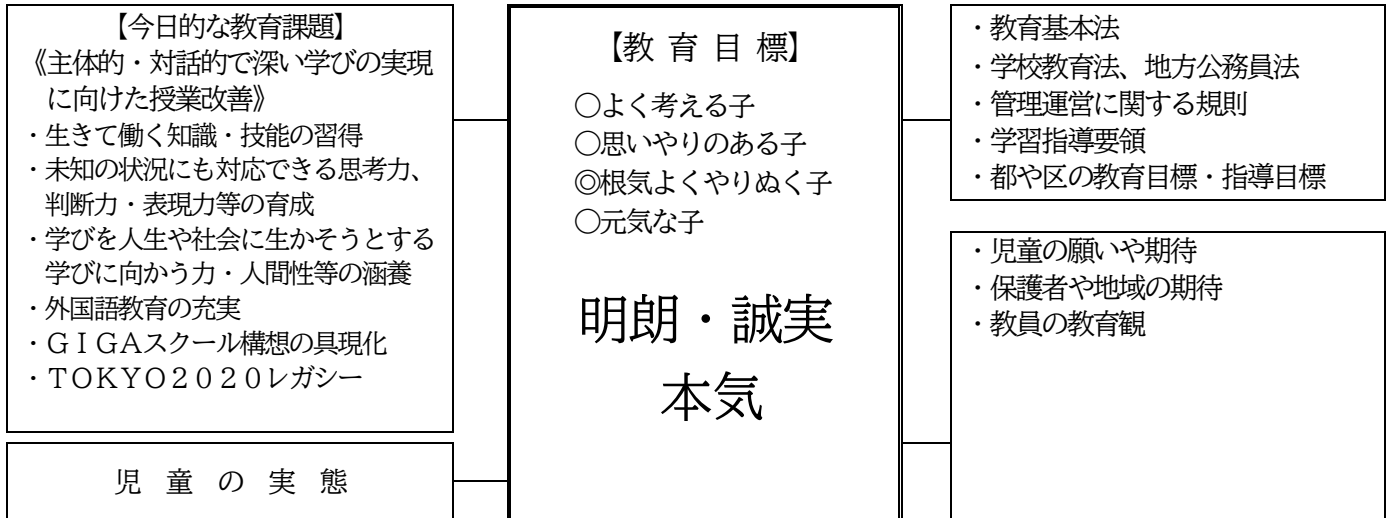 【今日的な教育課題】
《主体的・対話的で深い学びの実現
に向けた授業改善》
・生きて働く知識・技能の習得
・未知の状況にも対応できる思考力、
判断力・表現力等の育成
・学びを人生や社会に生かそうとする
学びに向かう力・人間性等の涵養
・外国語教育の充実
・ＧＩＧＡスクール構想の具現化
・ＴＯＫＹＯ２０２０レガシー
児 童 の 実 態
【教 育 目 標】
○よく考える子
○思いやりのある子
◎根気よくやりぬく子
○元気な子
明朗・誠実
本気
・教育基本法
・学校教育法、地方公務員法
・管理運営に関する規則
・学習指導要領
・都や区の教育目標・指導目標
・児童の願いや期待
・保護者や地域の期待
・教員の教育観